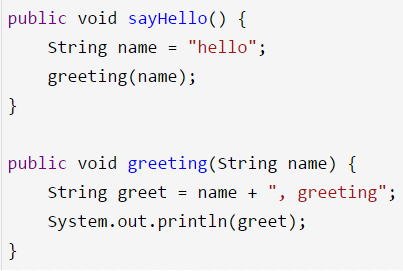 public void sayHello() {
    String name = "hello";
    greeting(name);
}

public void greeting(String name) {
    String greet = name + ", greeting";
    System.out.println(greet);
}